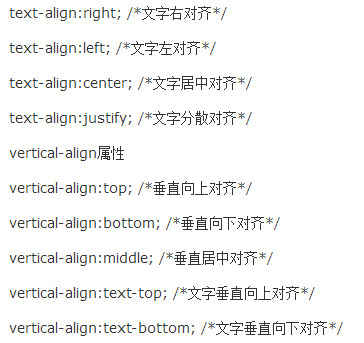 text-align:right; /*文字右对齐*/
text-align:left; /*文字左对齐*/
text-align:center; /*文字居中对齐*/
text-align:justify; /*文字分散对齐*/
vertical-align属性
vertical-align:top; /*垂直向上对齐*/
vertical-align:bottom; /*垂直向下对齐*/
vertical-align:middle; /*垂直居中对齐*/
vertical-align:text-top; /*文字垂直向上对齐*/
vertical-align:text-bottom; /*文字垂直向下对齐*/